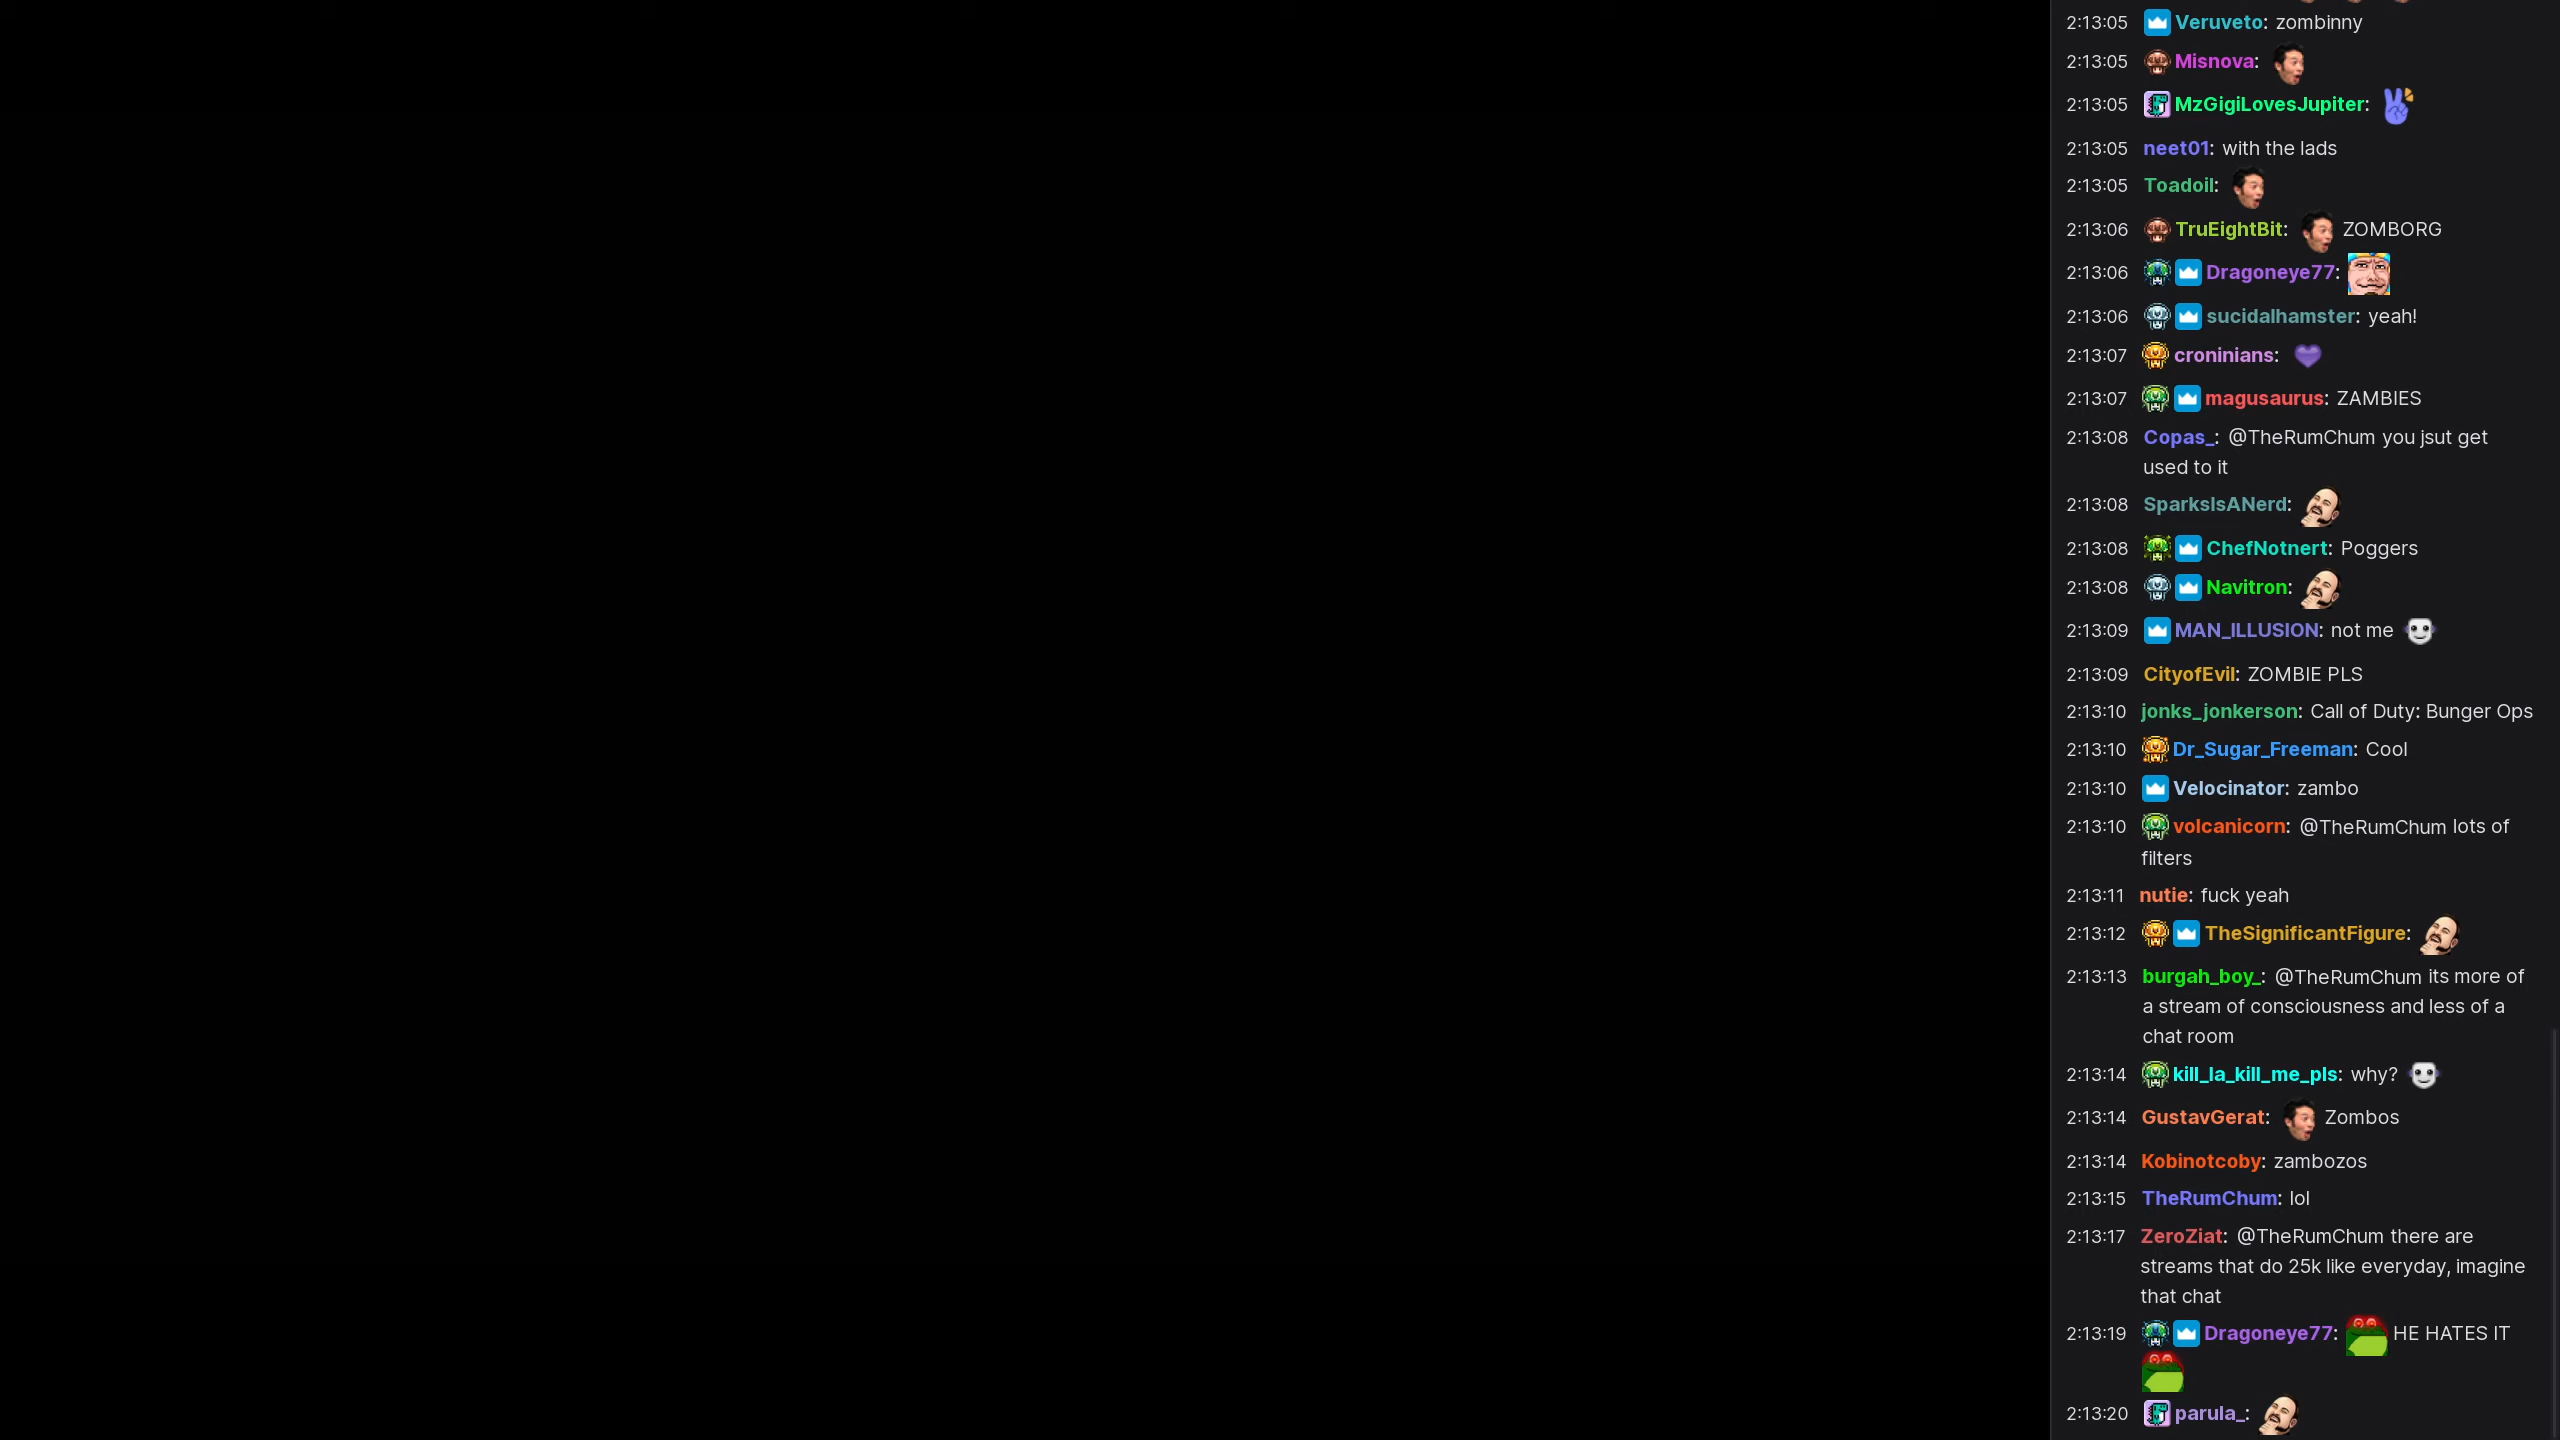 2:13:05 Veruveto: zombinny
2:13:05 Misnova:
2:13:05 MzGigiLovesJupiter:
2:13:05 neet01: with the lads
2:13:05 Toadoil:
2:13:06 TruEightBit: ZOMBORG
2:13:06 Dragoneye77:
2:13:06 sucidalhamster: yeah!
2:13:07 croninians:
2:13:07 magusaurus: ZAMBIES
2:13:08 Copas_: @TheRumChum you jsut get
used to it
2:13:08 SparksIsANerd:
2:13:08 ChefNotnert: Poggers
2:13:08 Navitron:
2:13:09 MAN_ILLUSION: not me
2:13:09 CityofEvil: ZOMBIE PLS
2:13:10 jonks_jonkerson: Call of Duty: Bunger Ops
2:13:10 Dr_Sugar_Freeman: Cool
2:13:10 Velocinator: zambo
2:13:10 volcanicorn: @TheRumChum lots of
filters
2:13:11 nutie: fuck yeah
2:13:12 TheSignificantFigure:
2:13:13 burgah_boy_: @TheRumChum its more of
a stream of consciousness and less of a
chat room
2:13:14 kill_la_kill_me_pls: why?
2:13:14 GustavGerat: Zombos
2:13:14 Kobinotcoby: zambozos
2:13:15 TheRumChum: lol
2:13:17 ZeroZiat: @TheRumChum there are
streams that do 25k like everyday, imagine
that chat
2:13:19 Dragoneye77: HE HATES IT
2:13:20 parula_: